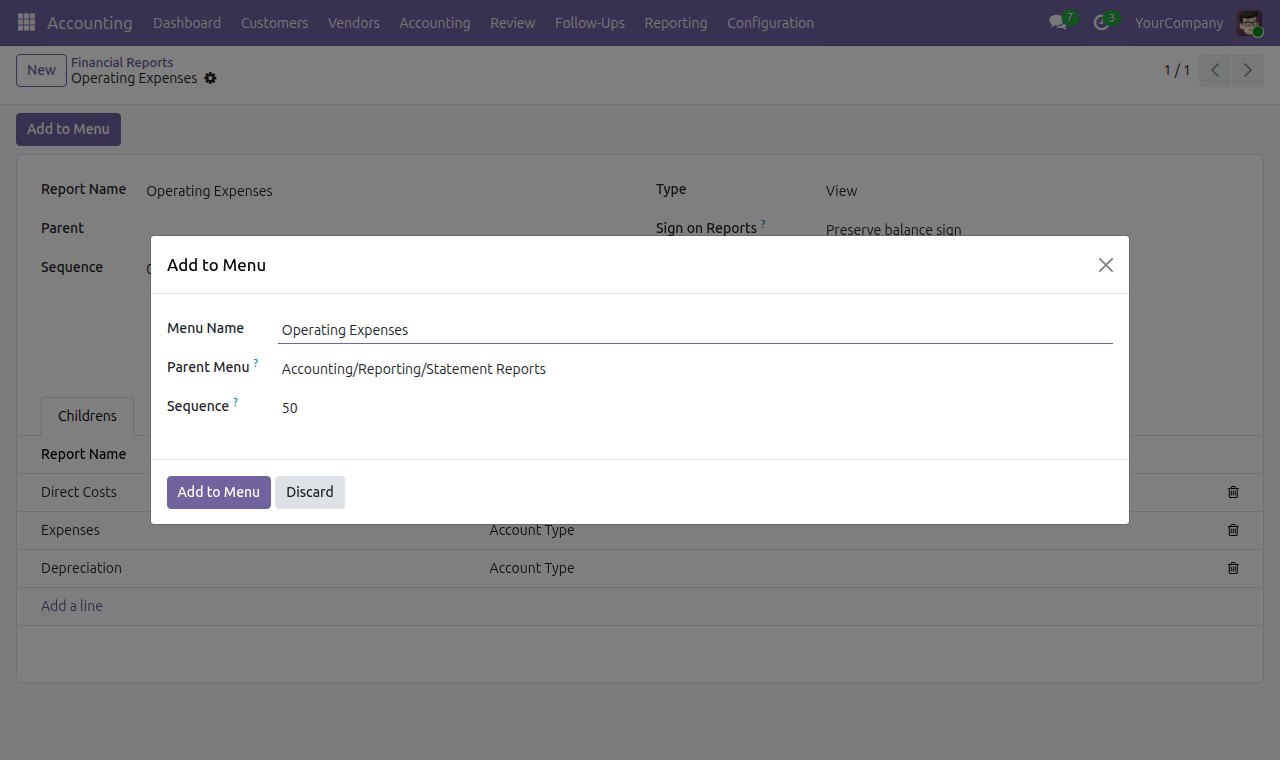 Accounting Dashboard Customers Vendors Accounting Review Follow-Ups Reporting Configuration 7 3 YourCompany
New Financial Reports
Operating Expenses 1 / 1
Add to Menu
Report Name Operating Expenses Type View
Parent Sign on Reports ? Preserve balance sign
Sequence
Add to Menu
Menu Name Operating Expenses
Parent Menu ? Accounting/Reporting/Statement Reports
Sequence ? 50
Add to Menu Discard
Childrens
Report Name
Direct Costs
Expenses Account Type
Depreciation Account Type
Add a line